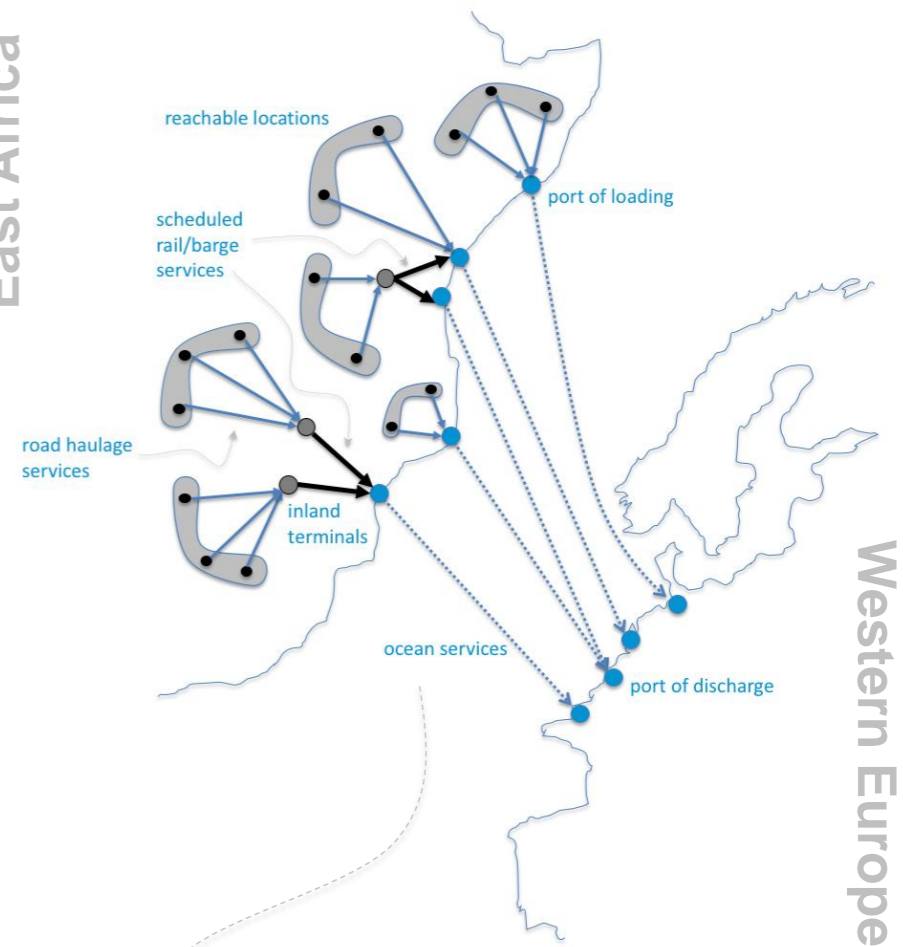 East Africa
reachable locations
port of loading
scheduled
rail/barge
services
road haulage
services
inland
terminals
ocean services
port of discharge
Western Europe